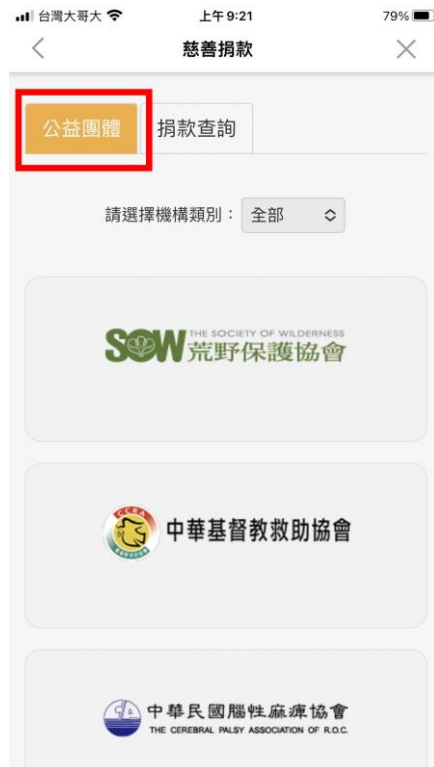 台灣大哥大
上午9:21
79%
慈善捐款
公益團體
捐款查詢
請選擇機構類別：
全部
SOW
THE SOCIETY OF WILDERNESS
荒野保護協會
CCRA
中華基督教救助協會
中華民國腦性麻痺協會
THE CEREBRAL PALSY ASSOCIATION OF R.O.C.